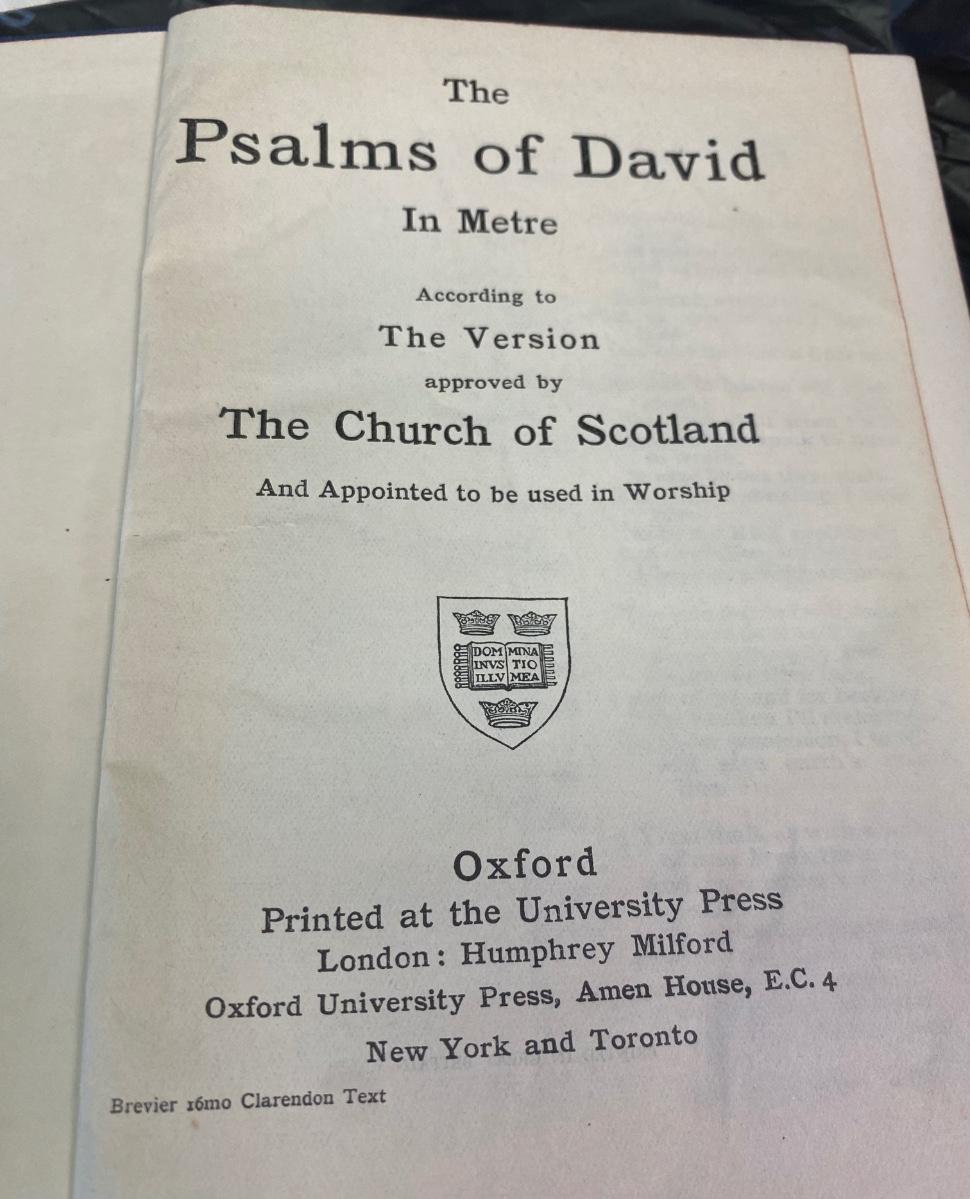 The
Psalms of David
In Metre
According to
The Version
approved by
The Church of Scotland
And Appointed to be used in Worship
DOM MINA
INVS TIO
ILLV MEA
Oxford
Printed at the University Press
London: Humphrey Milford
Oxford University Press, Amen House, E.C. 4
New York and Toronto
Brevier 16mo Clarendon Text